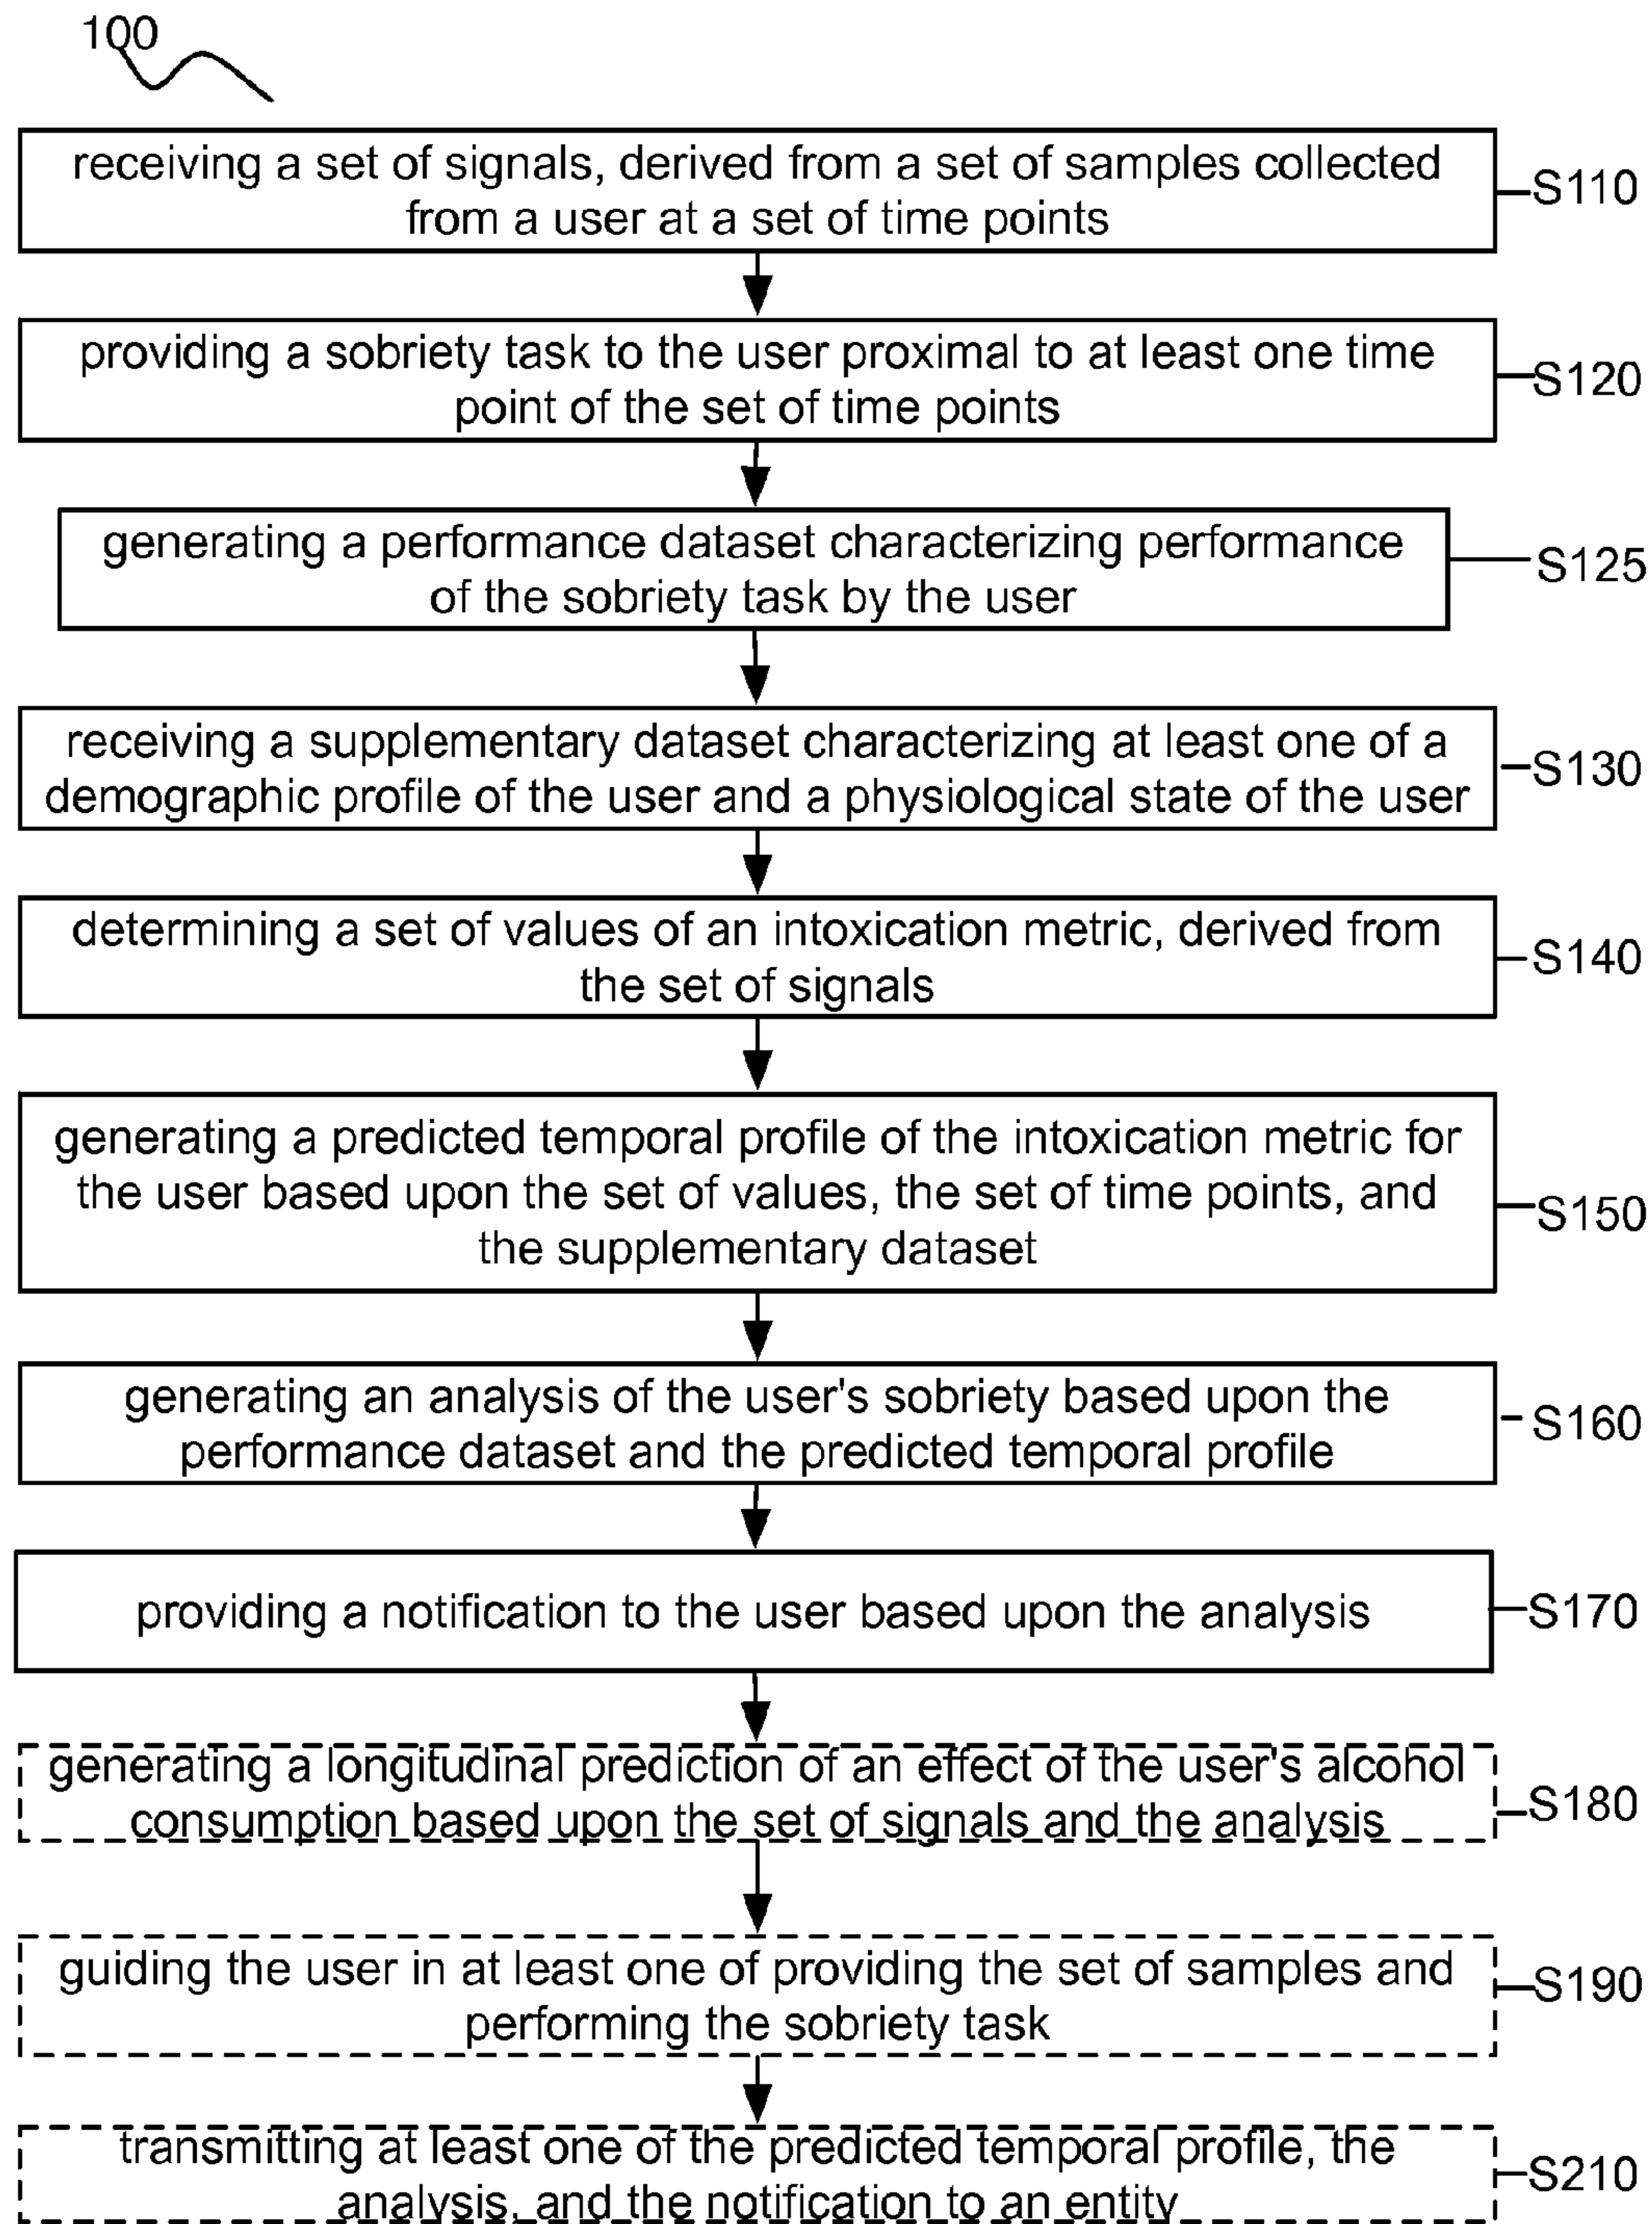 100
receiving a set of signals, derived from a set of samples collected
from a user at a set of time points
S110
providing a sobriety task to the user proximal to at least one time
point of the set of time points
S120
generating a performance dataset characterizing performance
of the sobriety task by the user
S125
receiving a supplementary dataset characterizing at least one of a
demographic profile of the user and a physiological state of the user
S130
determining a set of values of an intoxication metric, derived from
the set of signals
S140
generating a predicted temporal profile of the intoxication metric for
the user based upon the set of values, the set of time points, and
the supplementary dataset
S150
generating an analysis of the user's sobriety based upon the
performance dataset and the predicted temporal profile
S160
providing a notification to the user based upon the analysis
S170
generating a longitudinal prediction of an effect of the user's alcohol
consumption based upon the set of signals and the analysis
S180
guiding the user in at least one of providing the set of samples and
performing the sobriety task
S190
transmitting at least one of the predicted temporal profile, the
analysis, and the notification to an entity
S210